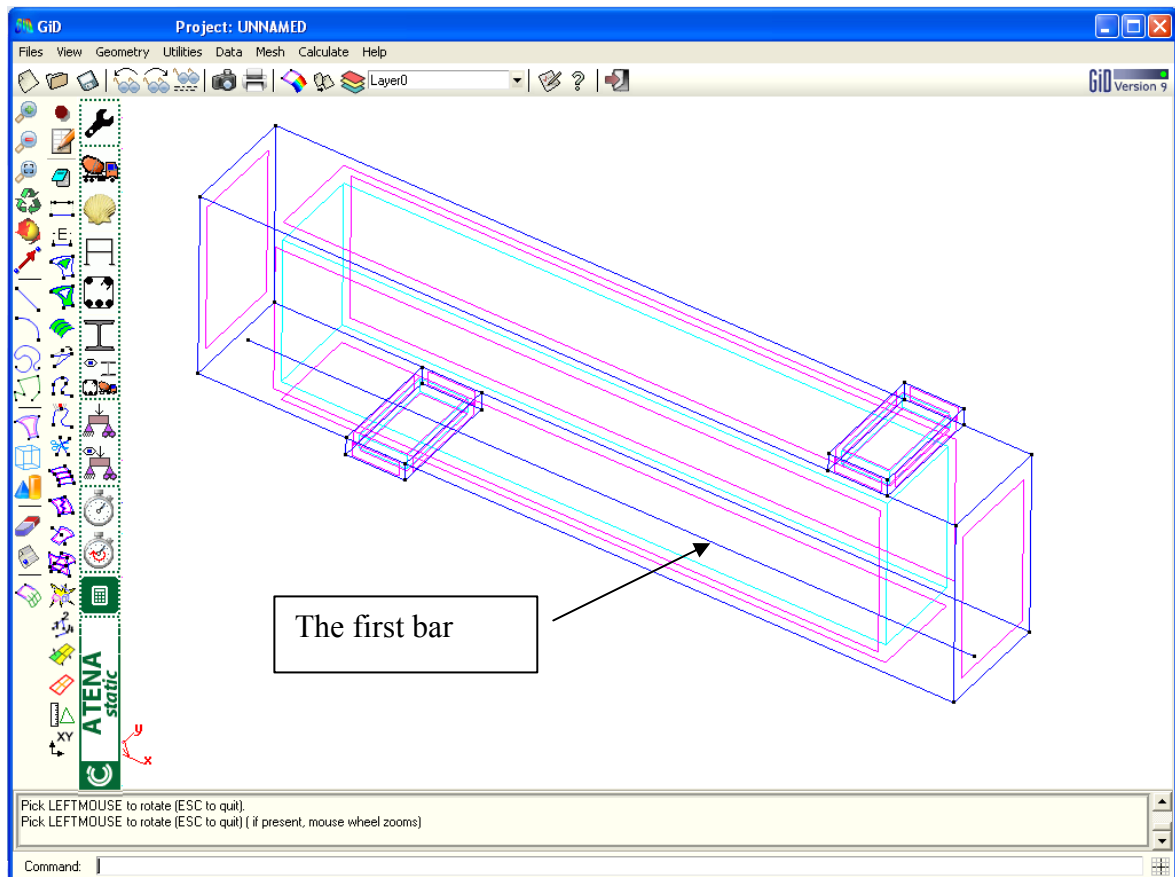 GiD Project: UNNAMED
Files View Geometry Utilities Data Mesh Calculate Help
Layer0
GiD Version 9
:E:
The first bar
ATENA
static
XY
y
x
Pick LEFTMOUSE to rotate (ESC to quit).
Pick LEFTMOUSE to rotate (ESC to quit) ( if present, mouse wheel zooms)
Command: